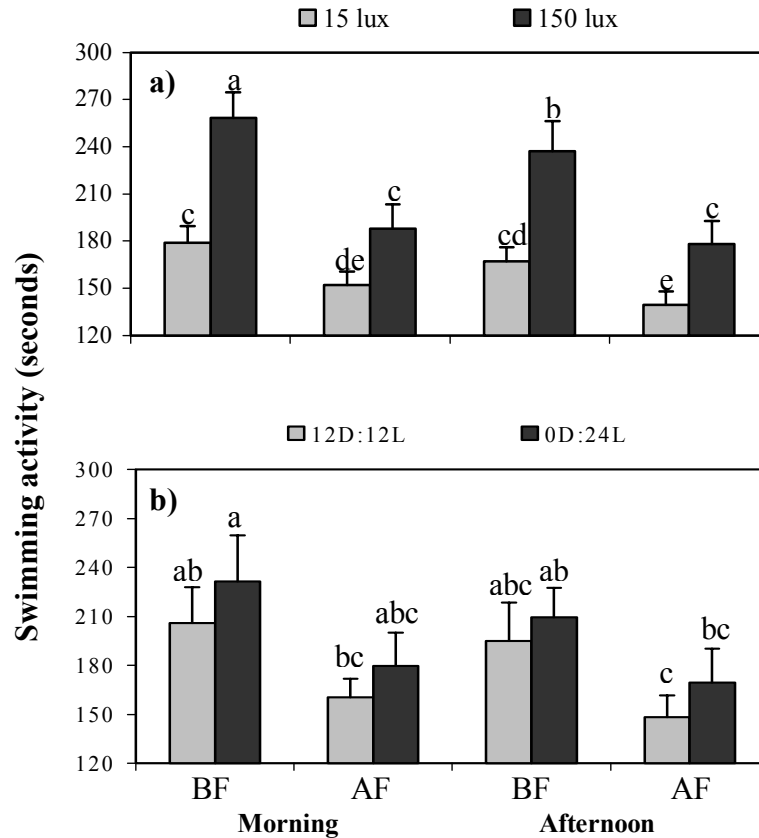 15 lux 150 lux
300
270
240
210
180
150
120
a)
c a de c cd b e c
Swimming activity (seconds)
12D:12L 0D:24L
300
270
240
210
180
150
120
b)
ab a bc abc abc ab c bc
BF AF BF AF
Morning Afternoon